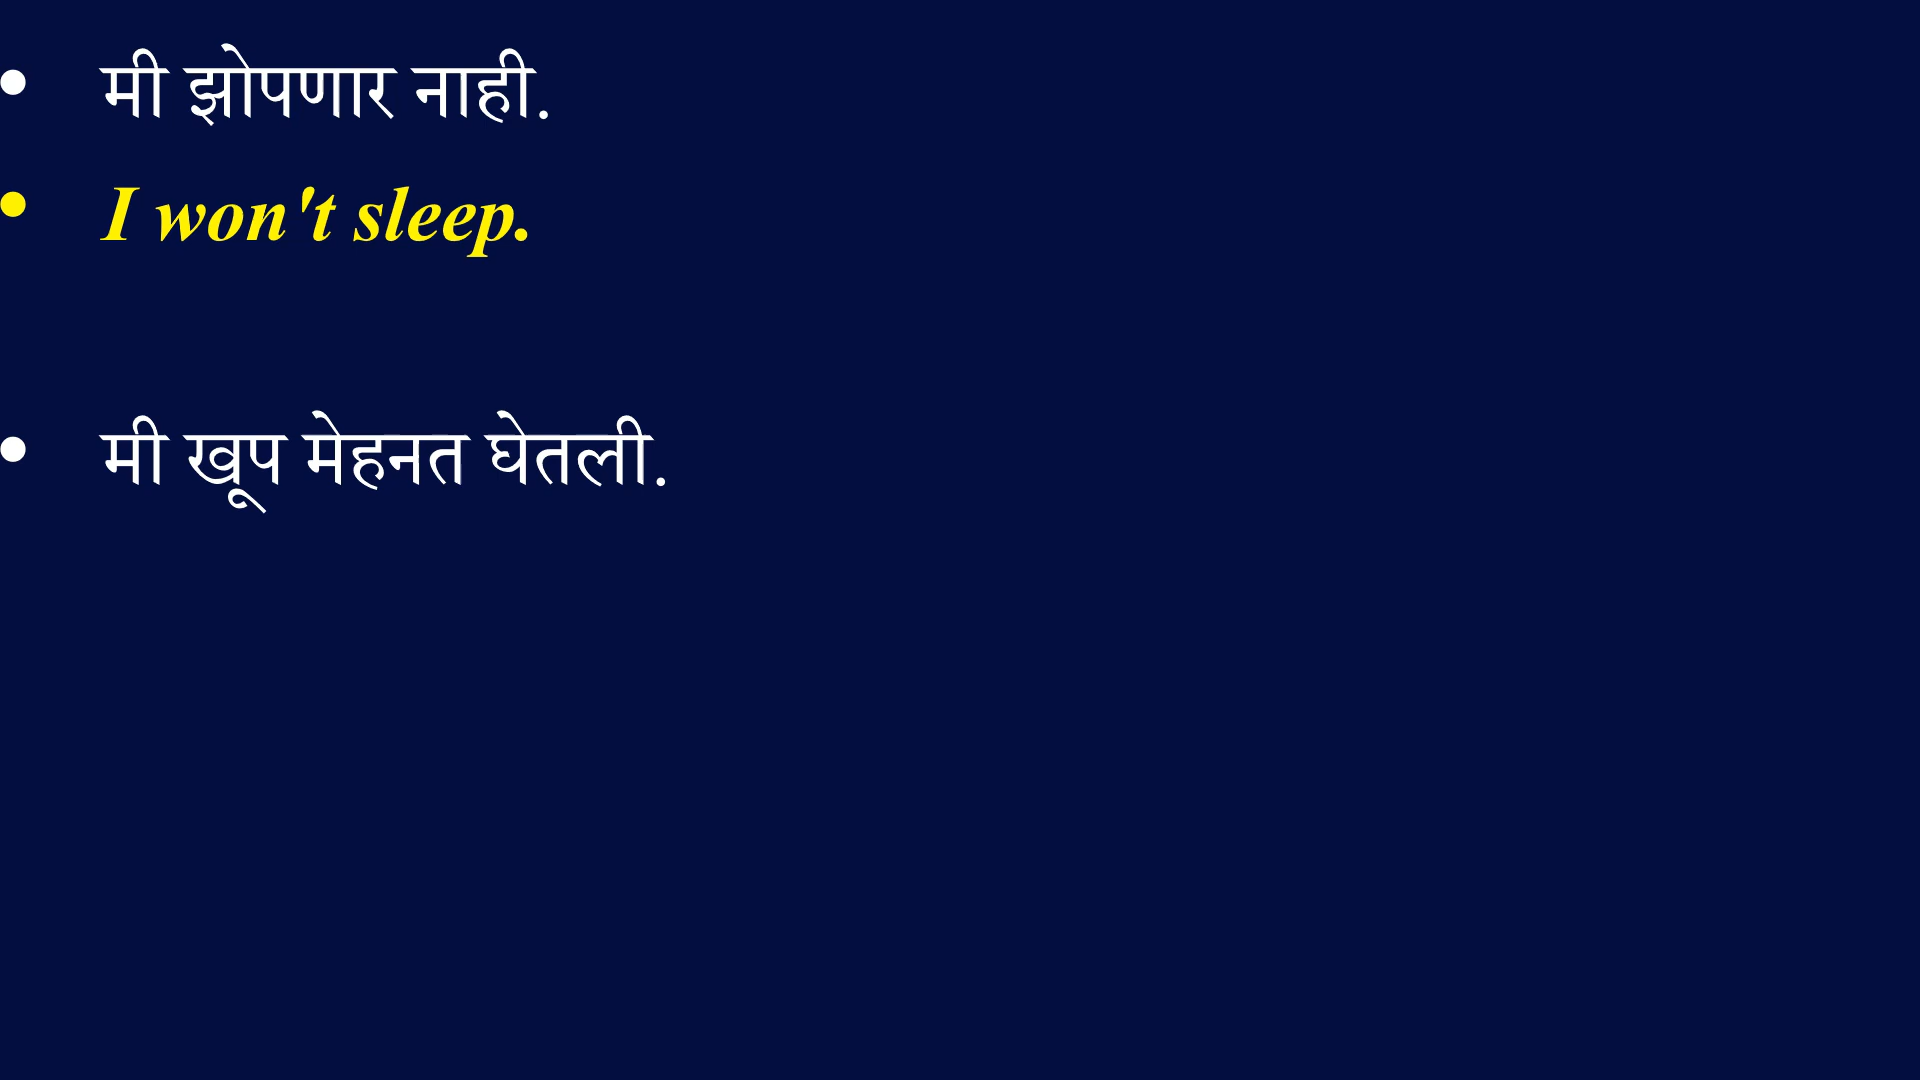 • मी झोपणार नाही.
• I won't sleep.
• मी खूप मेहनत घेतली.